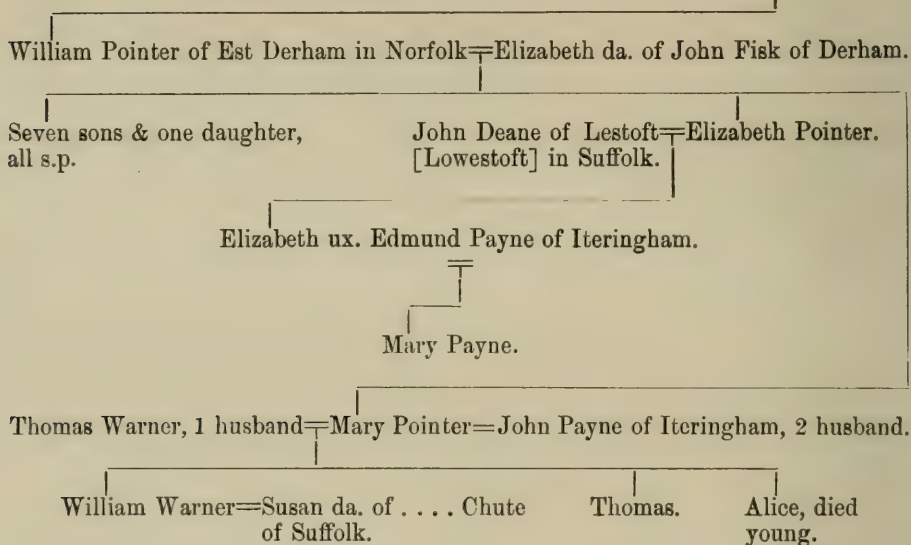 William Pointer of Est Derham in Norfolk=Elizabeth da. of John Fisk of Derham.
Seven sons & one daughter,
all s.p.
John Deane of Lestoft=Elizabeth Pointer.
[Lowestoft] in Suffolk.
Elizabeth ux. Edmund Payne of Iteringham.
Mary Payne.
Thomas Warner, 1 husband=Mary Pointer=John Payne of Iteringham, 2 husband.
William Warner=Susan da. of .... Chute
of Suffolk.
Thomas.
Alice, died
young.